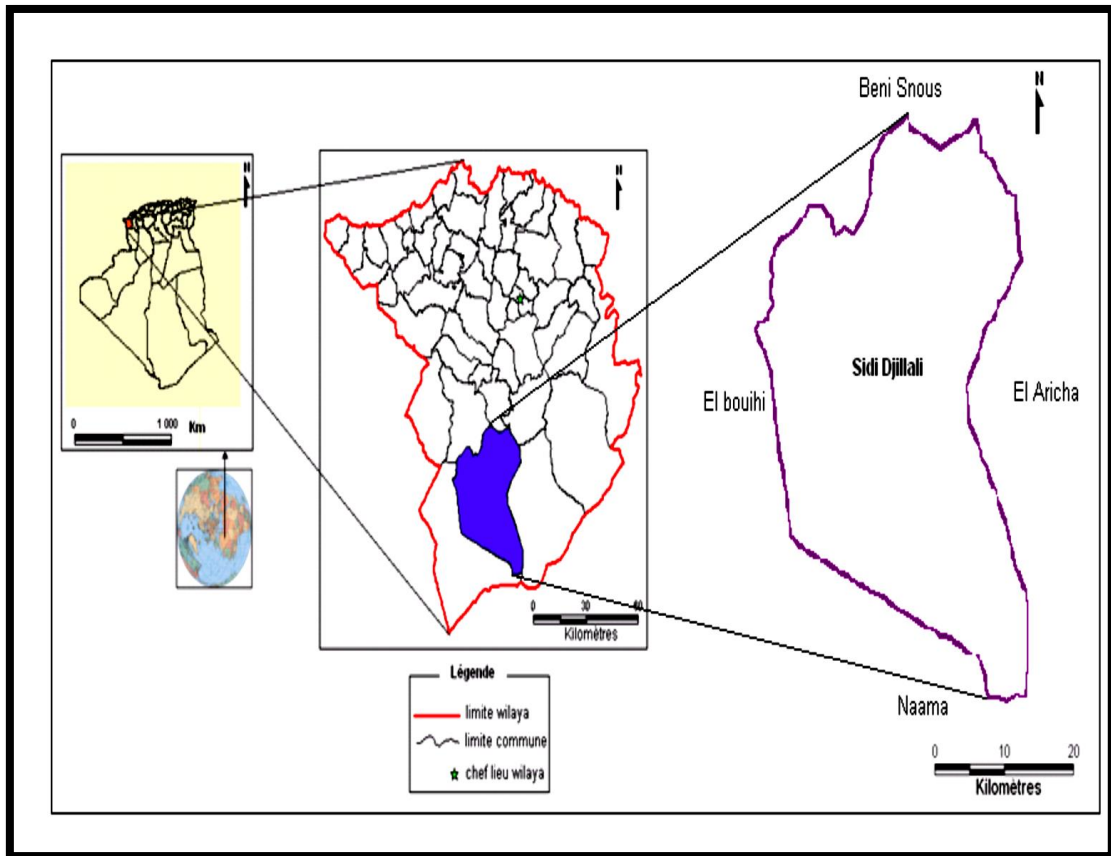 N
0 1 000
Km
N
0 30 60
Kilomètres
Légende
limite wilaya
limite commune
chef lieu wilaya
Beni Snous
N
Sidi Djillali
El bouihi
El Aricha
Naama
0 10 20
Kilomètres